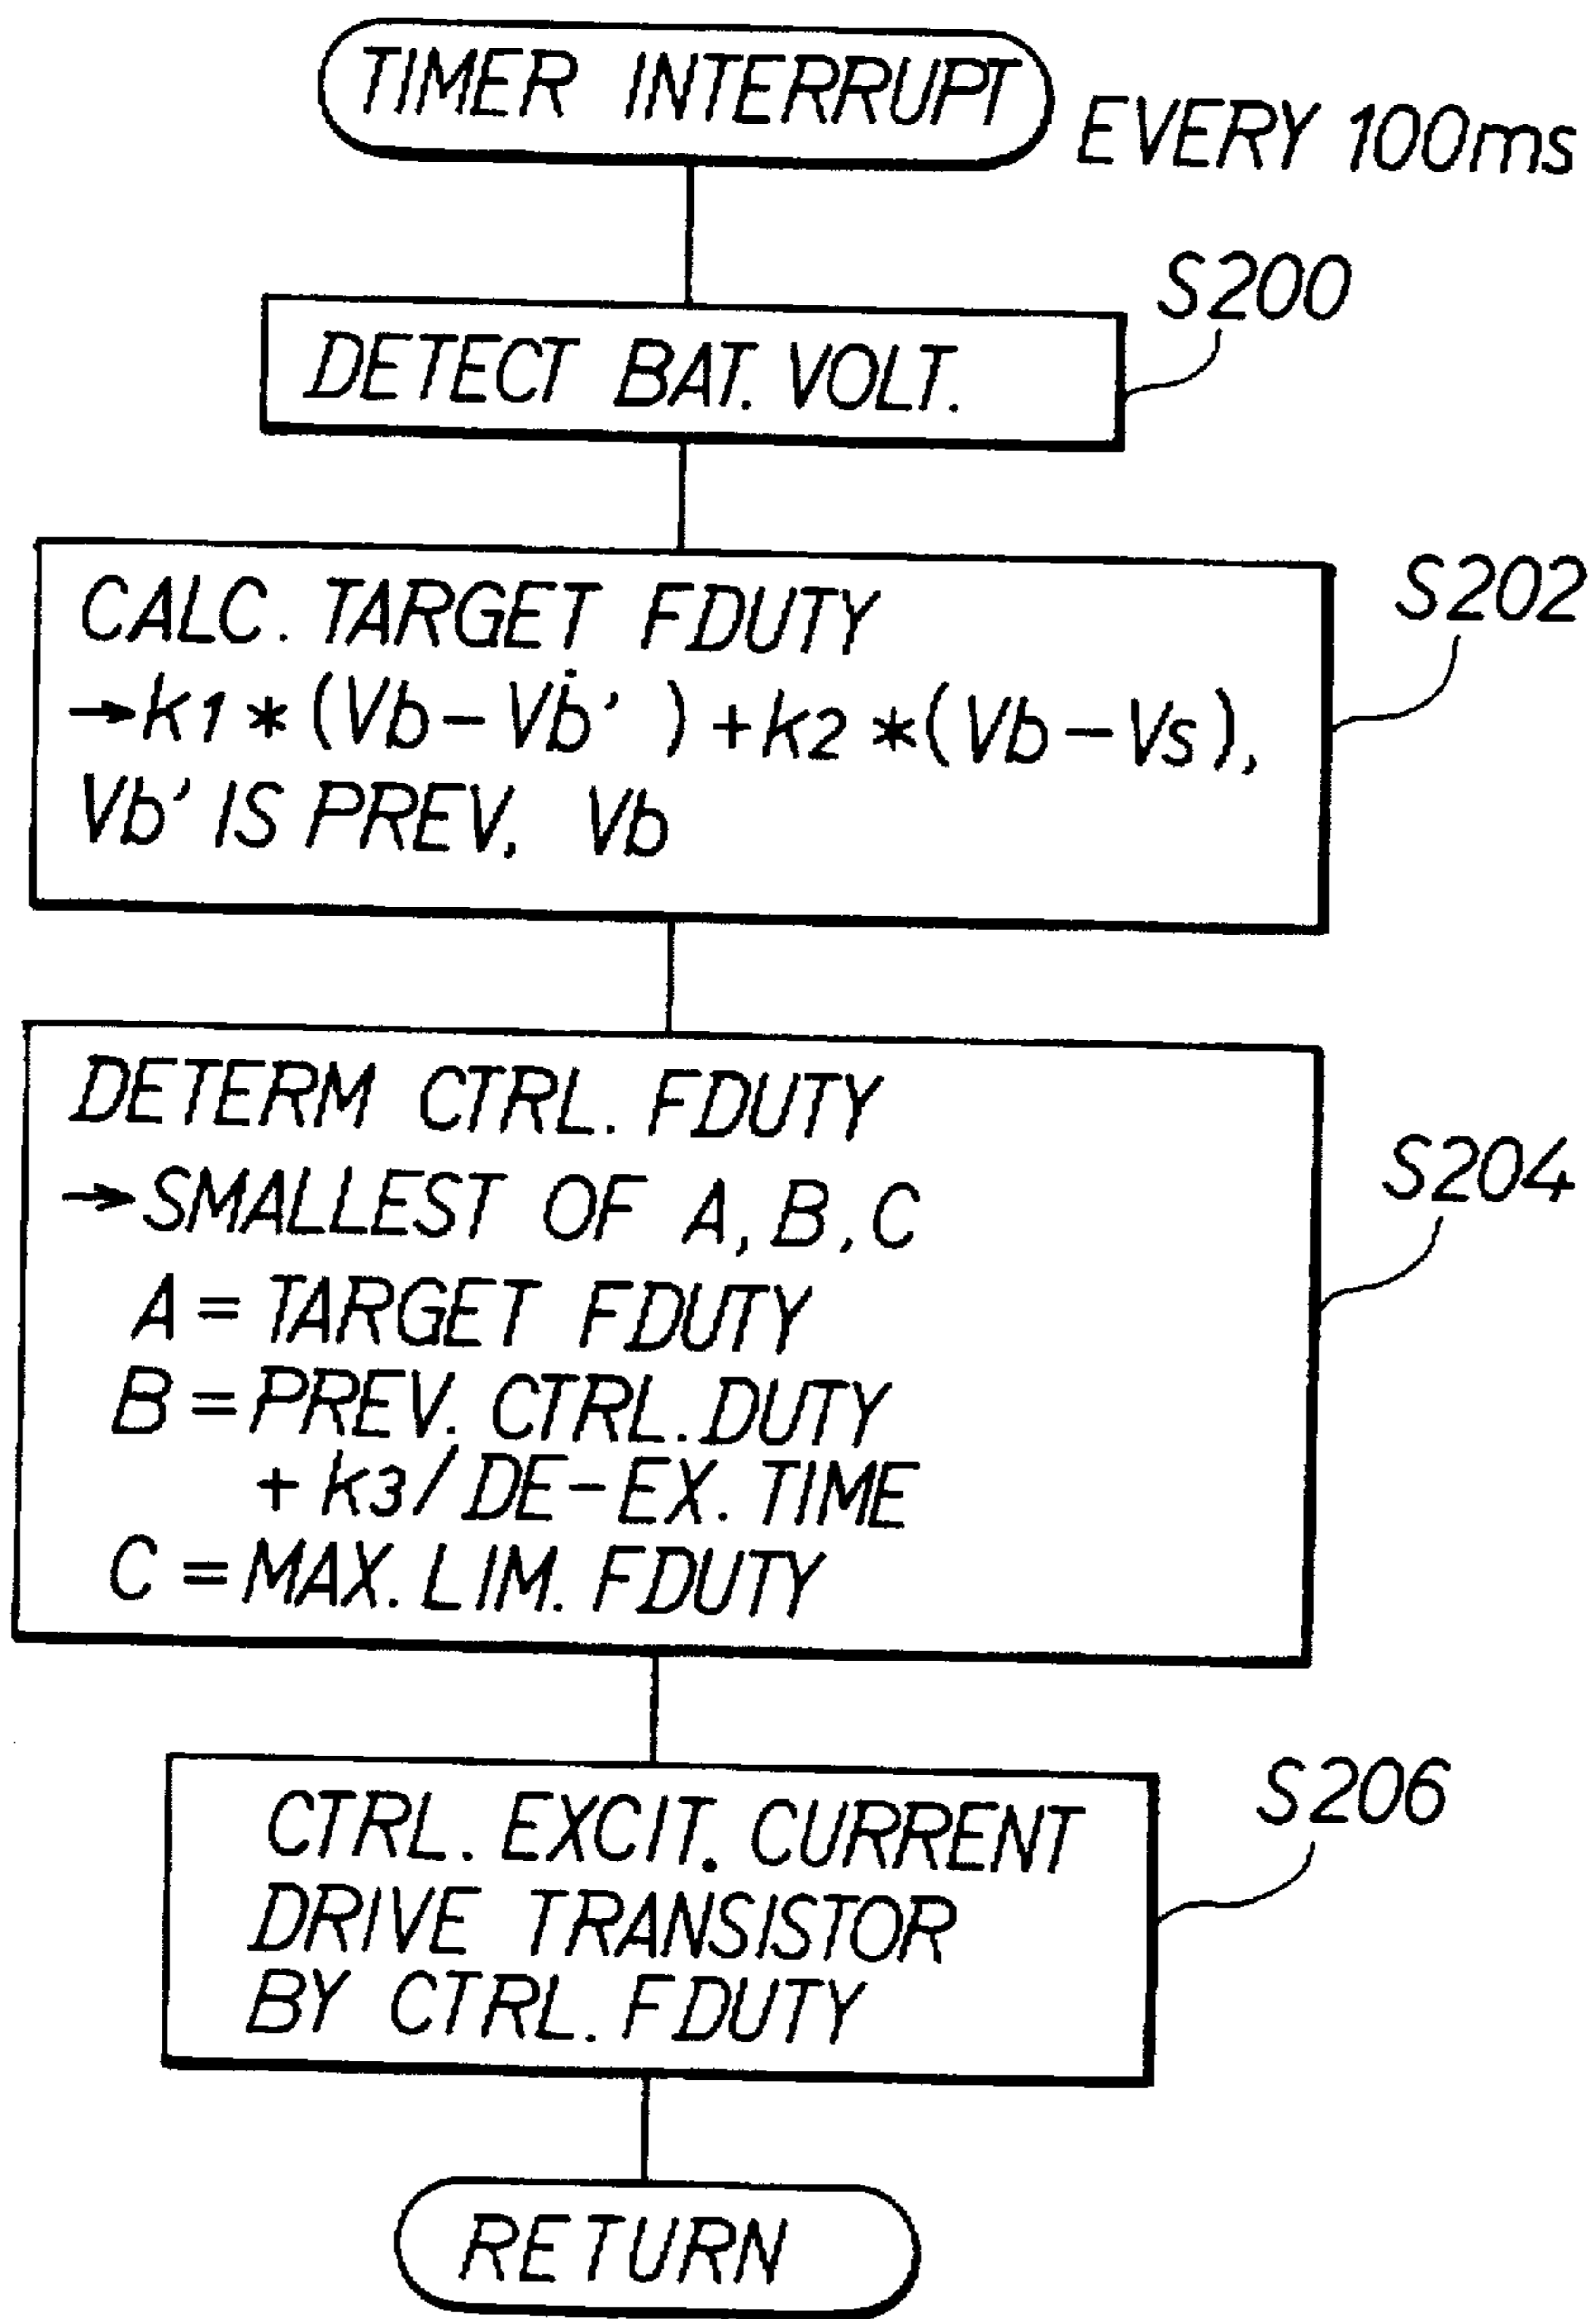 TIMER INTERRUPT
EVERY 100ms
S200
DETECT BAT. VOLT.
S202
CALC. TARGET FDUTY
→k1*(Vb-Vb')+k2*(Vb-Vs),
Vb' IS PREV. Vb
S204
DETERM CTRL. FDUTY
→SMALLEST OF A, B, C
A = TARGET FDUTY
B = PREV. CTRL. DUTY
+ k3/DE-EX. TIME
C = MAX. LIM. FDUTY
S206
CTRL. EXCIT. CURRENT
DRIVE TRANSISTOR
BY CTRL. FDUTY
RETURN